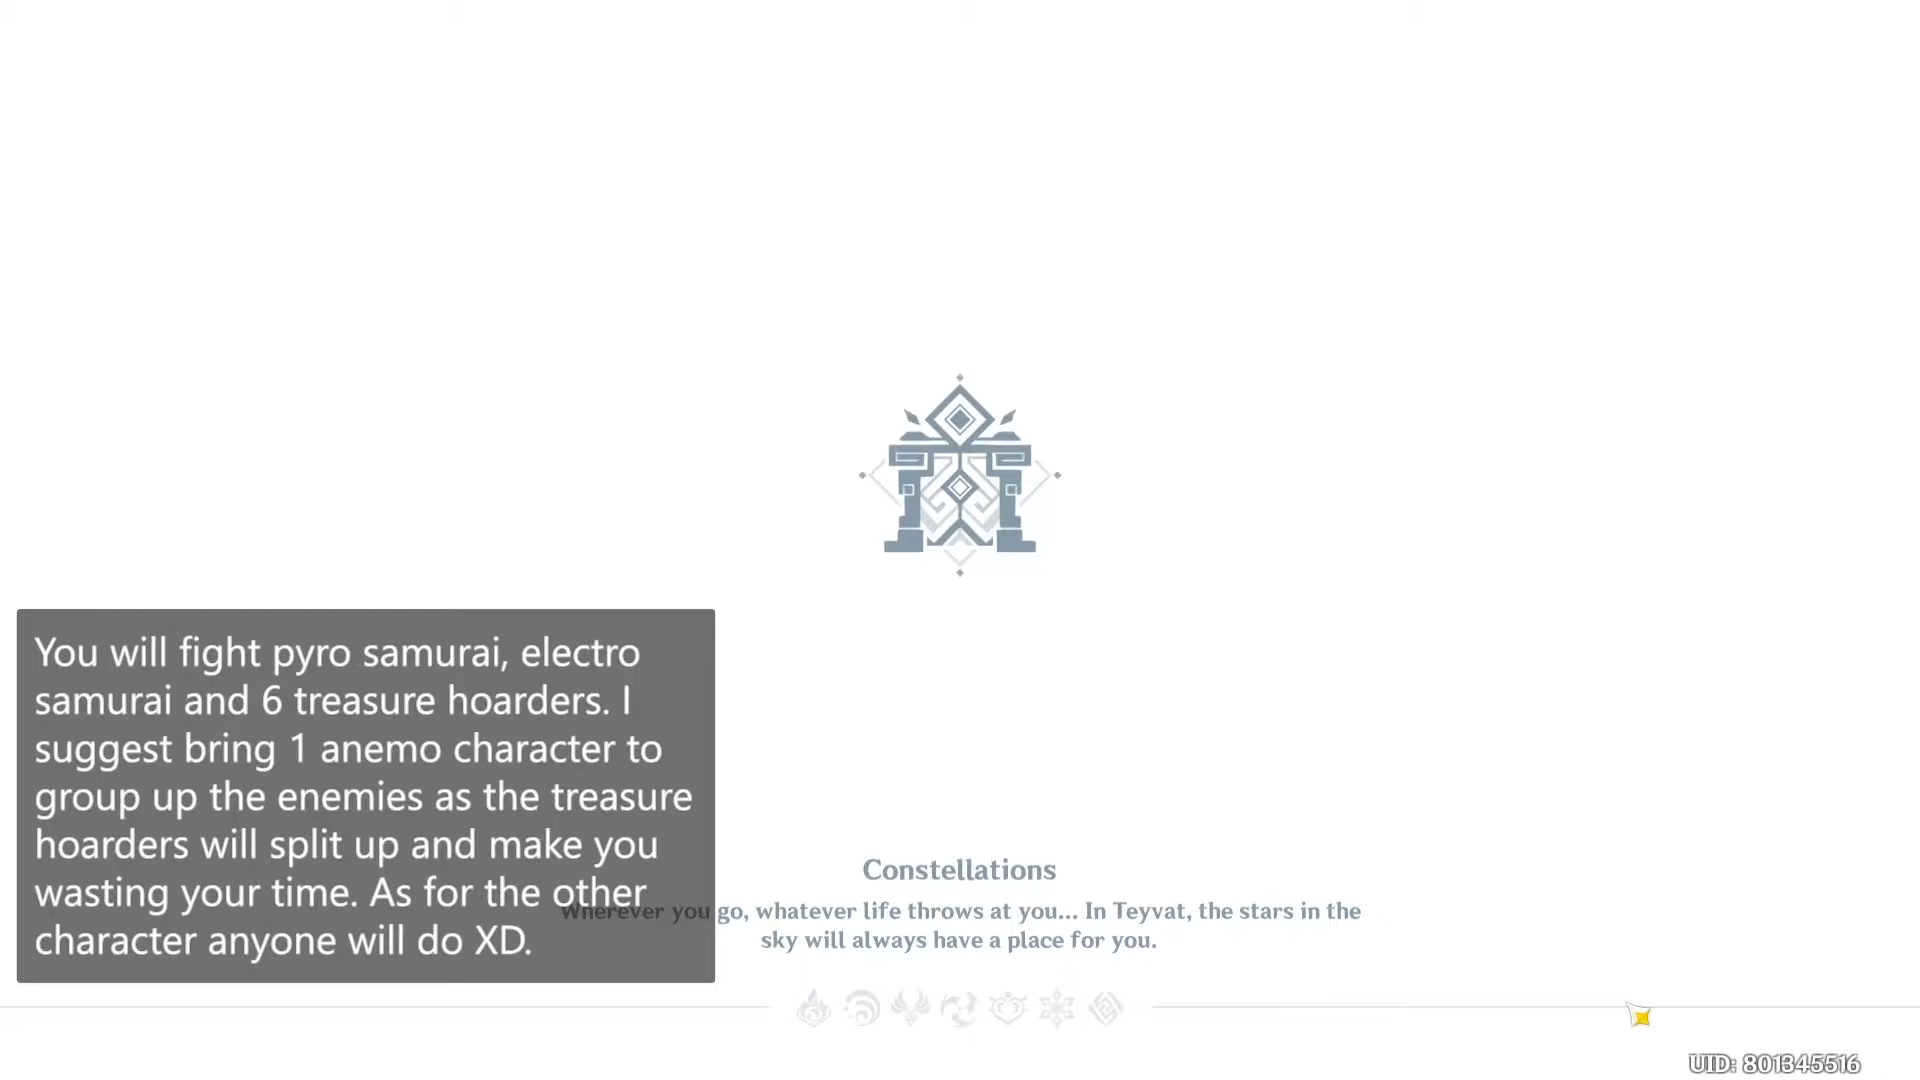 You will fight pyro samurai, electro
samurai and 6 treasure hoarders. I
suggest bring 1 anemo character to
group up the enemies as the treasure
hoarders will split up and make you
wasting your time. As for the other
character anyone will do XD.
Constellations
Wherever you go, whatever life throws at you... In Teyvat, the stars in the
sky will always have a place for you.
UID: 801345516